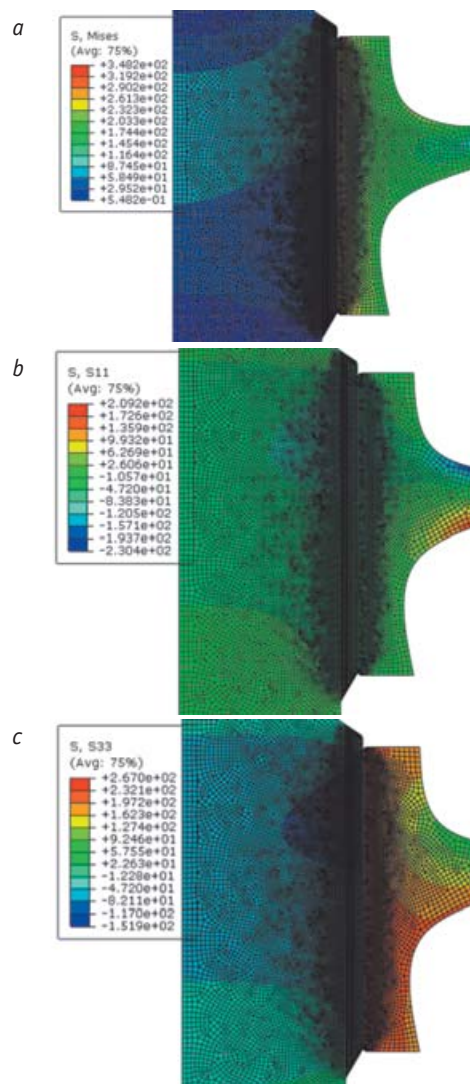 a
S, Mises
(Avg: 75%)
+3.482e+02
+3.192e+02
+2.902e+02
+2.613e+02
+2.323e+02
+2.033e+02
+1.744e+02
+1.454e+02
+1.164e+02
+8.745e+01
+5.849e+01
+2.952e+01
+5.482e-01
b
S, S11
(Avg: 75%)
+2.092e+02
+1.726e+02
+1.359e+02
+9.932e+01
+6.269e+01
+2.606e+01
-1.057e+01
-4.720e+01
-8.383e+01
-1.205e+02
-1.571e+02
-1.937e+02
-2.304e+02
c
S, S33
(Avg: 75%)
+2.670e+02
+2.321e+02
+1.972e+02
+1.623e+02
+1.274e+02
+9.246e+01
+5.755e+01
+2.263e+01
-1.228e+01
-4.720e+01
-8.211e+01
-1.170e+02
-1.519e+02